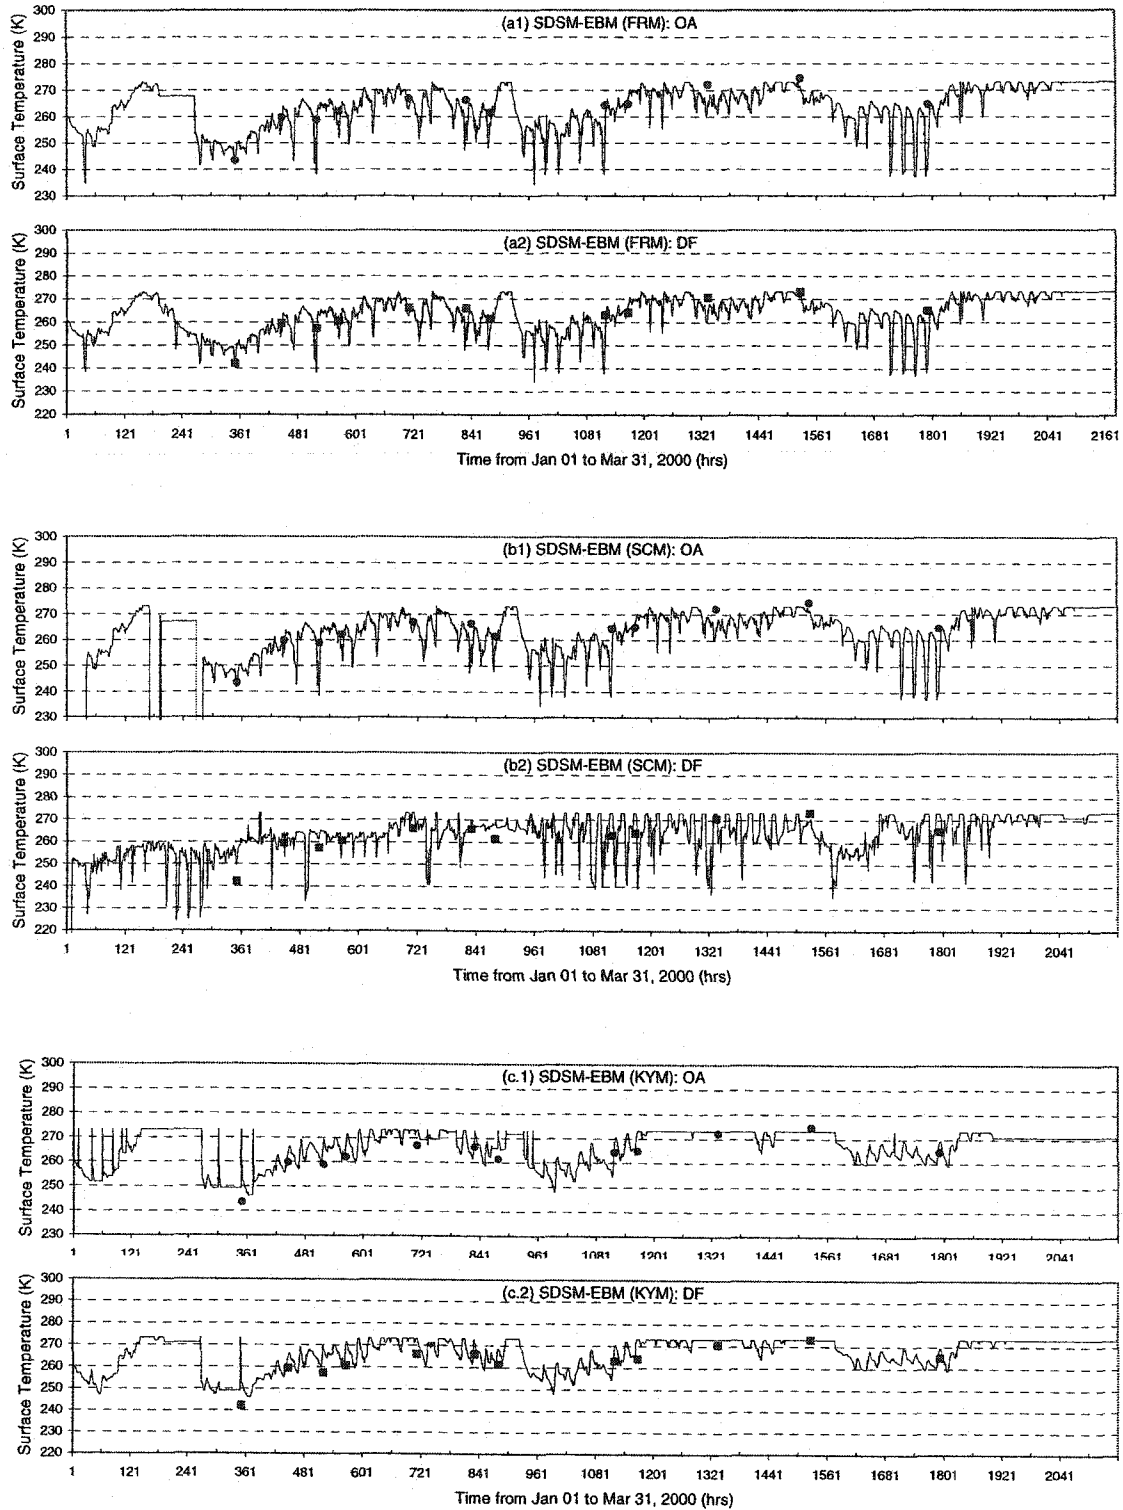 (a1) SDSM-EBM (FRM): OA
Surface Temperature (K)
300
290
280
270
260
250
240
230
(a2) SDSM-EBM (FRM): DF
Surface Temperature (K)
300
290
280
270
260
250
240
230
220
1 121 241 361 481 601 721 841 961 1081 1201 1321 1441 1561 1681 1801 1921 2041 2161
Time from Jan 01 to Mar 31, 2000 (hrs)
(b1) SDSM-EBM (SCM): OA
Surface Temperature (K)
300
290
280
270
260
250
240
230
(b2) SDSM-EBM (SCM): DF
Surface Temperature (K)
300
290
280
270
260
250
240
230
220
1 121 241 361 481 601 721 841 961 1081 1201 1321 1441 1561 1681 1801 1921 2041
Time from Jan 01 to Mar 31, 2000 (hrs)
(c.1) SDSM-EBM (KYM): OA
Surface Temperature (K)
300
290
280
270
260
250
240
230
1 121 241 361 481 601 721 841 961 1081 1201 1321 1441 1561 1681 1801 1921 2041
(c.2) SDSM-EBM (KYM): DF
Surface Temperature (K)
300
290
280
270
260
250
240
230
220
1 121 241 361 481 601 721 841 961 1081 1201 1321 1441 1561 1681 1801 1921 2041
Time from Jan 01 to Mar 31, 2000 (hrs)